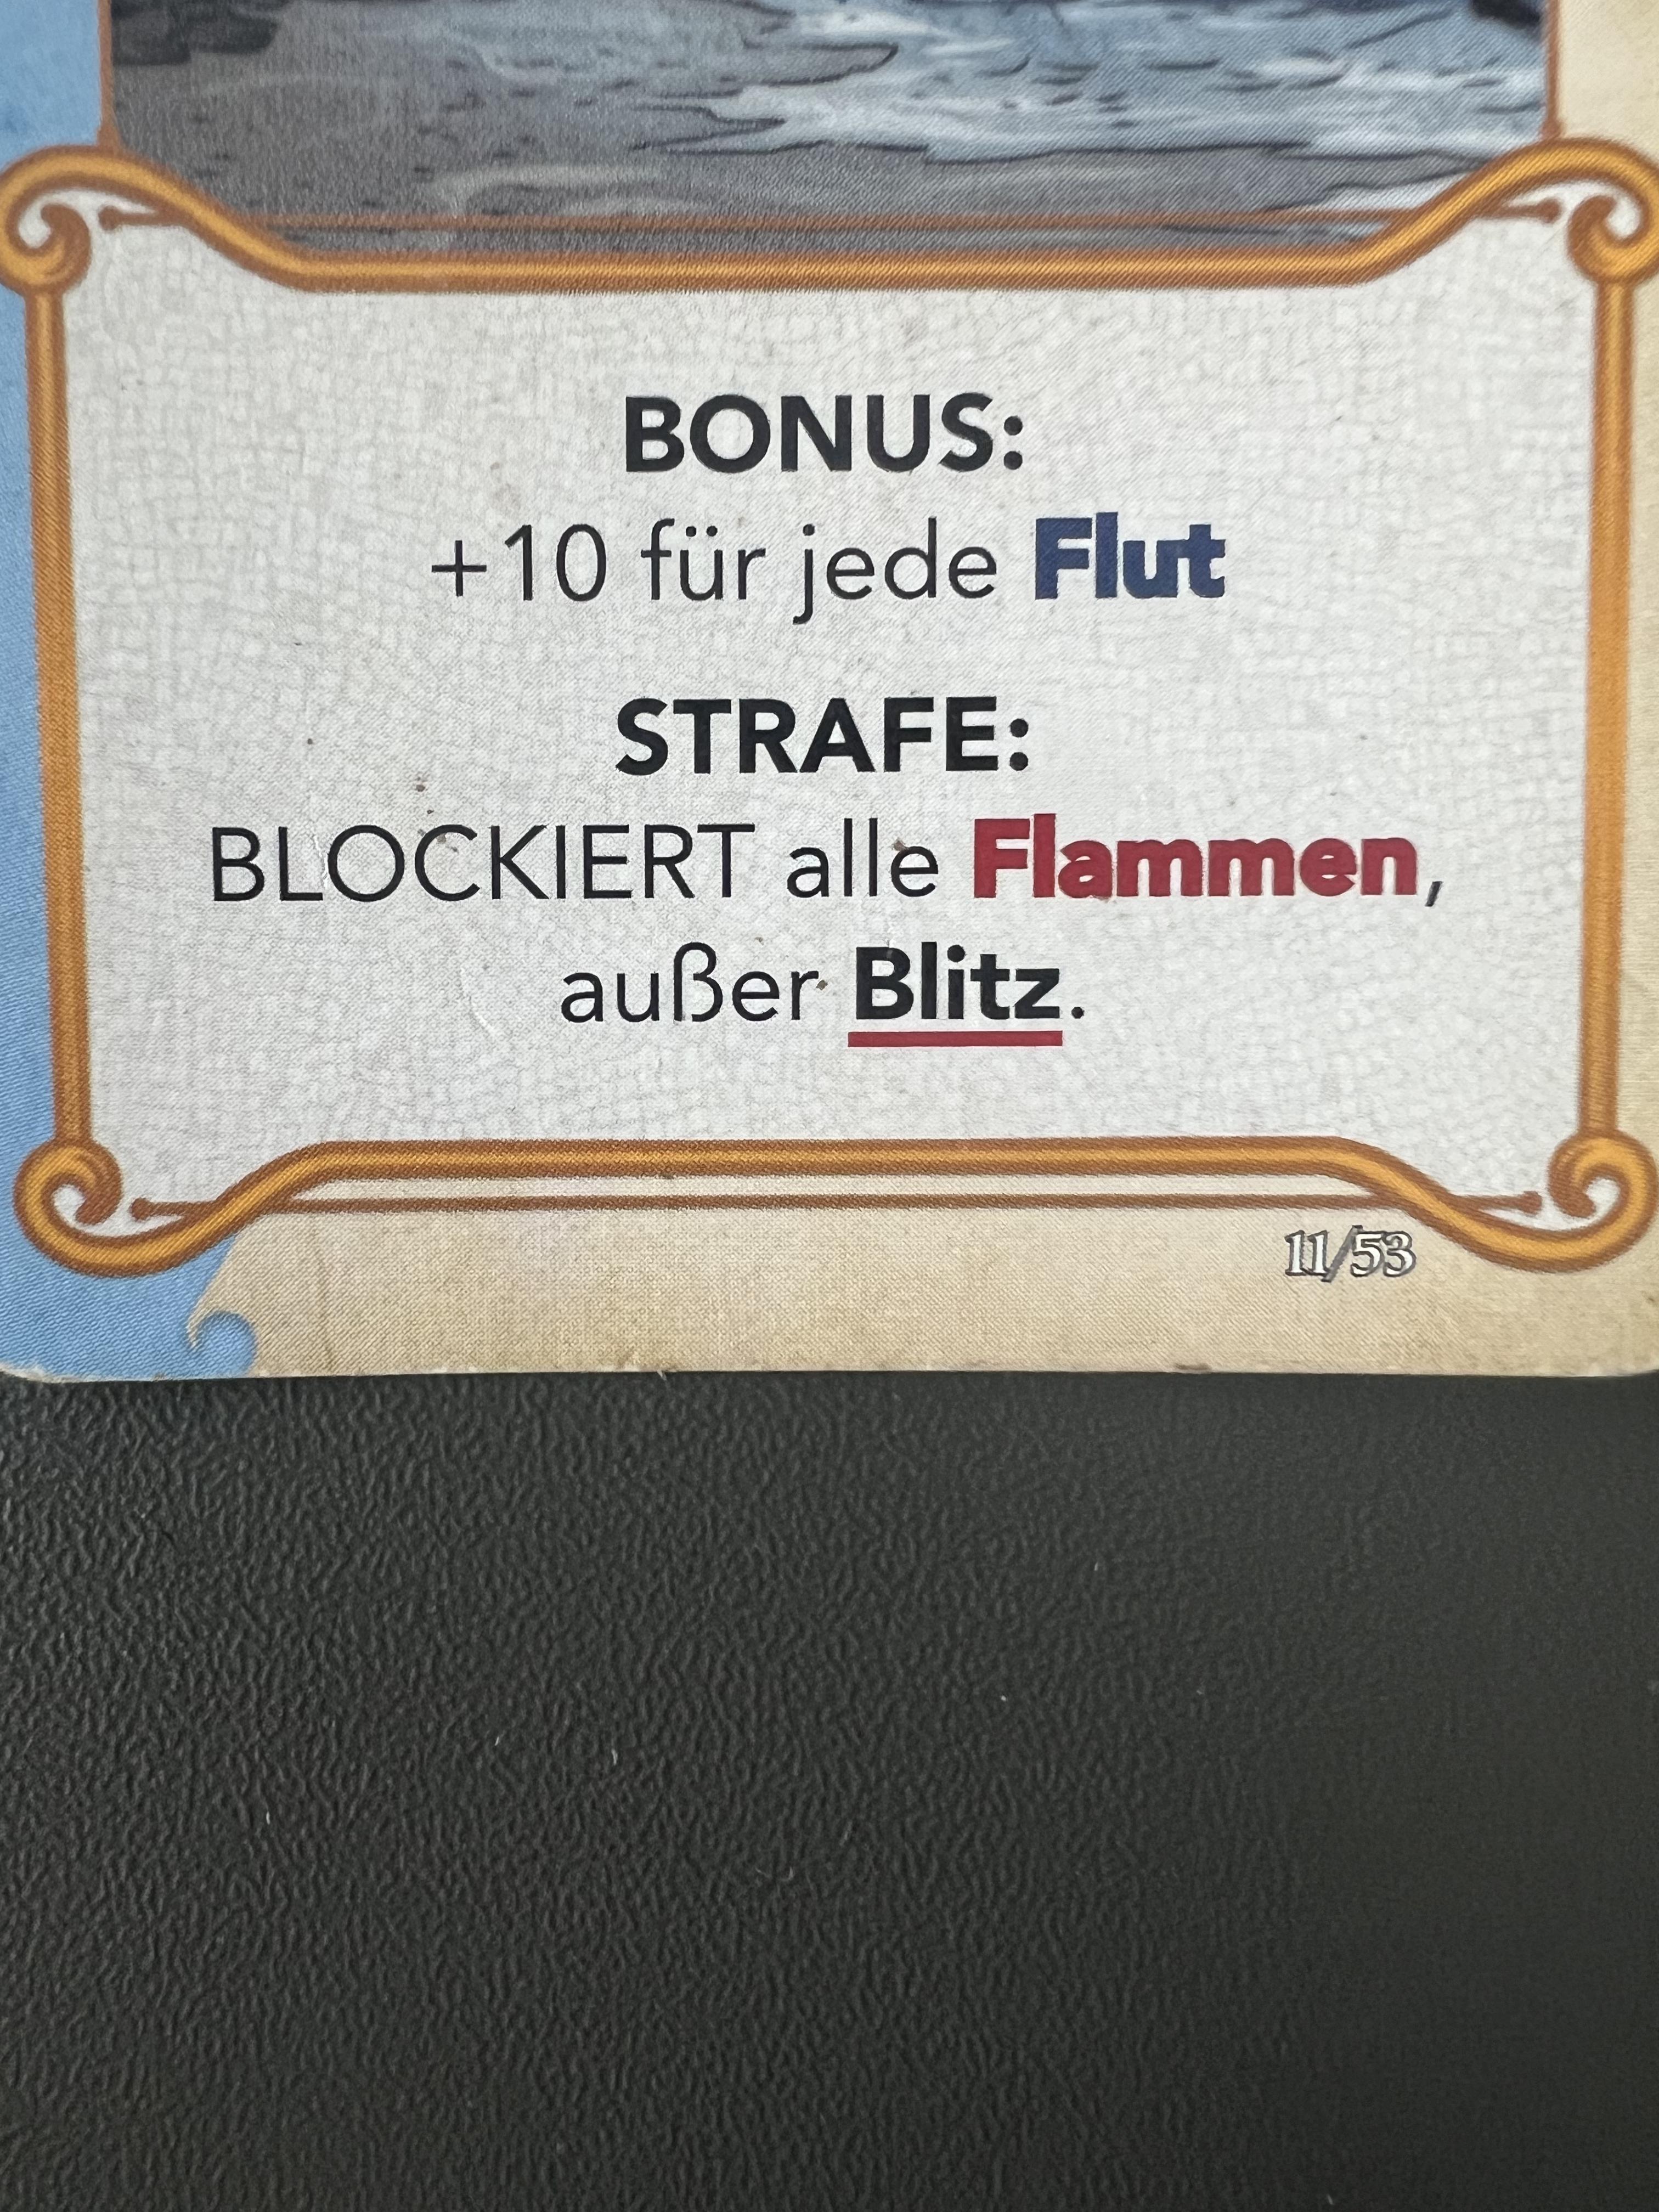 BONUS:
+10 für jede Flut
STRAFE:
BLOCKIERT alle Flammen,
außer Blitz.
11/53